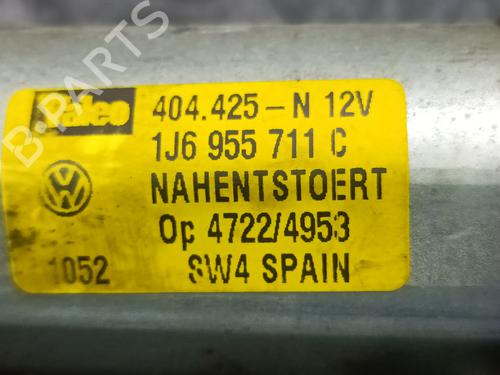 Valeo 404.425-N 12V
1J6 955 711 C
NAHENTSTOERT
Op 4722/4953
1052 SW4 SPAIN
B-PARTS